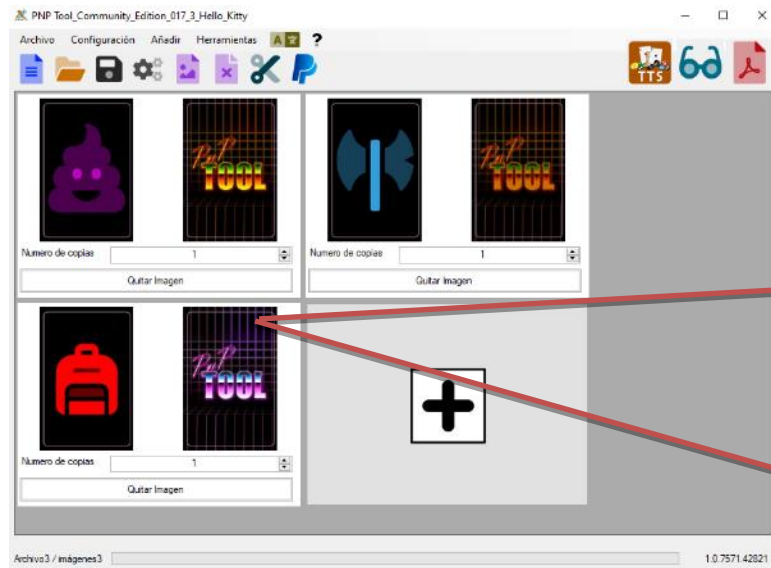 PNP Tool_Community_Edition_017_3_Hello_Kitty
Archivo Configuración Añadir Herramientas A ?
TTS
PnP TOOL PnP TOOL
Numero de copias 1 Numero de copias 1
Quitar Imagen Quitar Imagen
PnP TOOL
Numero de copias 1
Quitar Imagen
Archivo3 / imágenes3 1.0.7571.42821